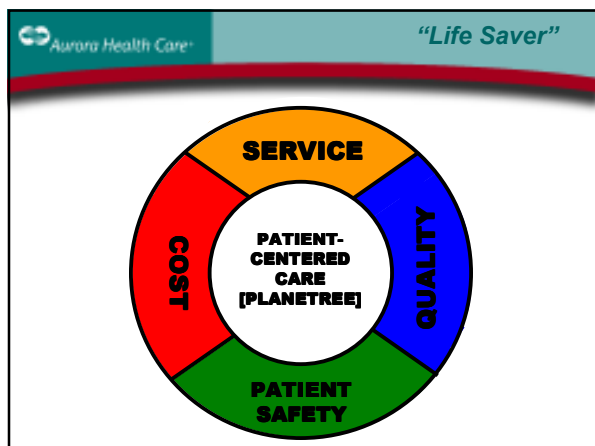 Aurora Health Care
“Life Saver”
SERVICE
COST
PATIENT-
CENTERED
CARE
[PLANETREE]
QUALITY
PATIENT
SAFETY